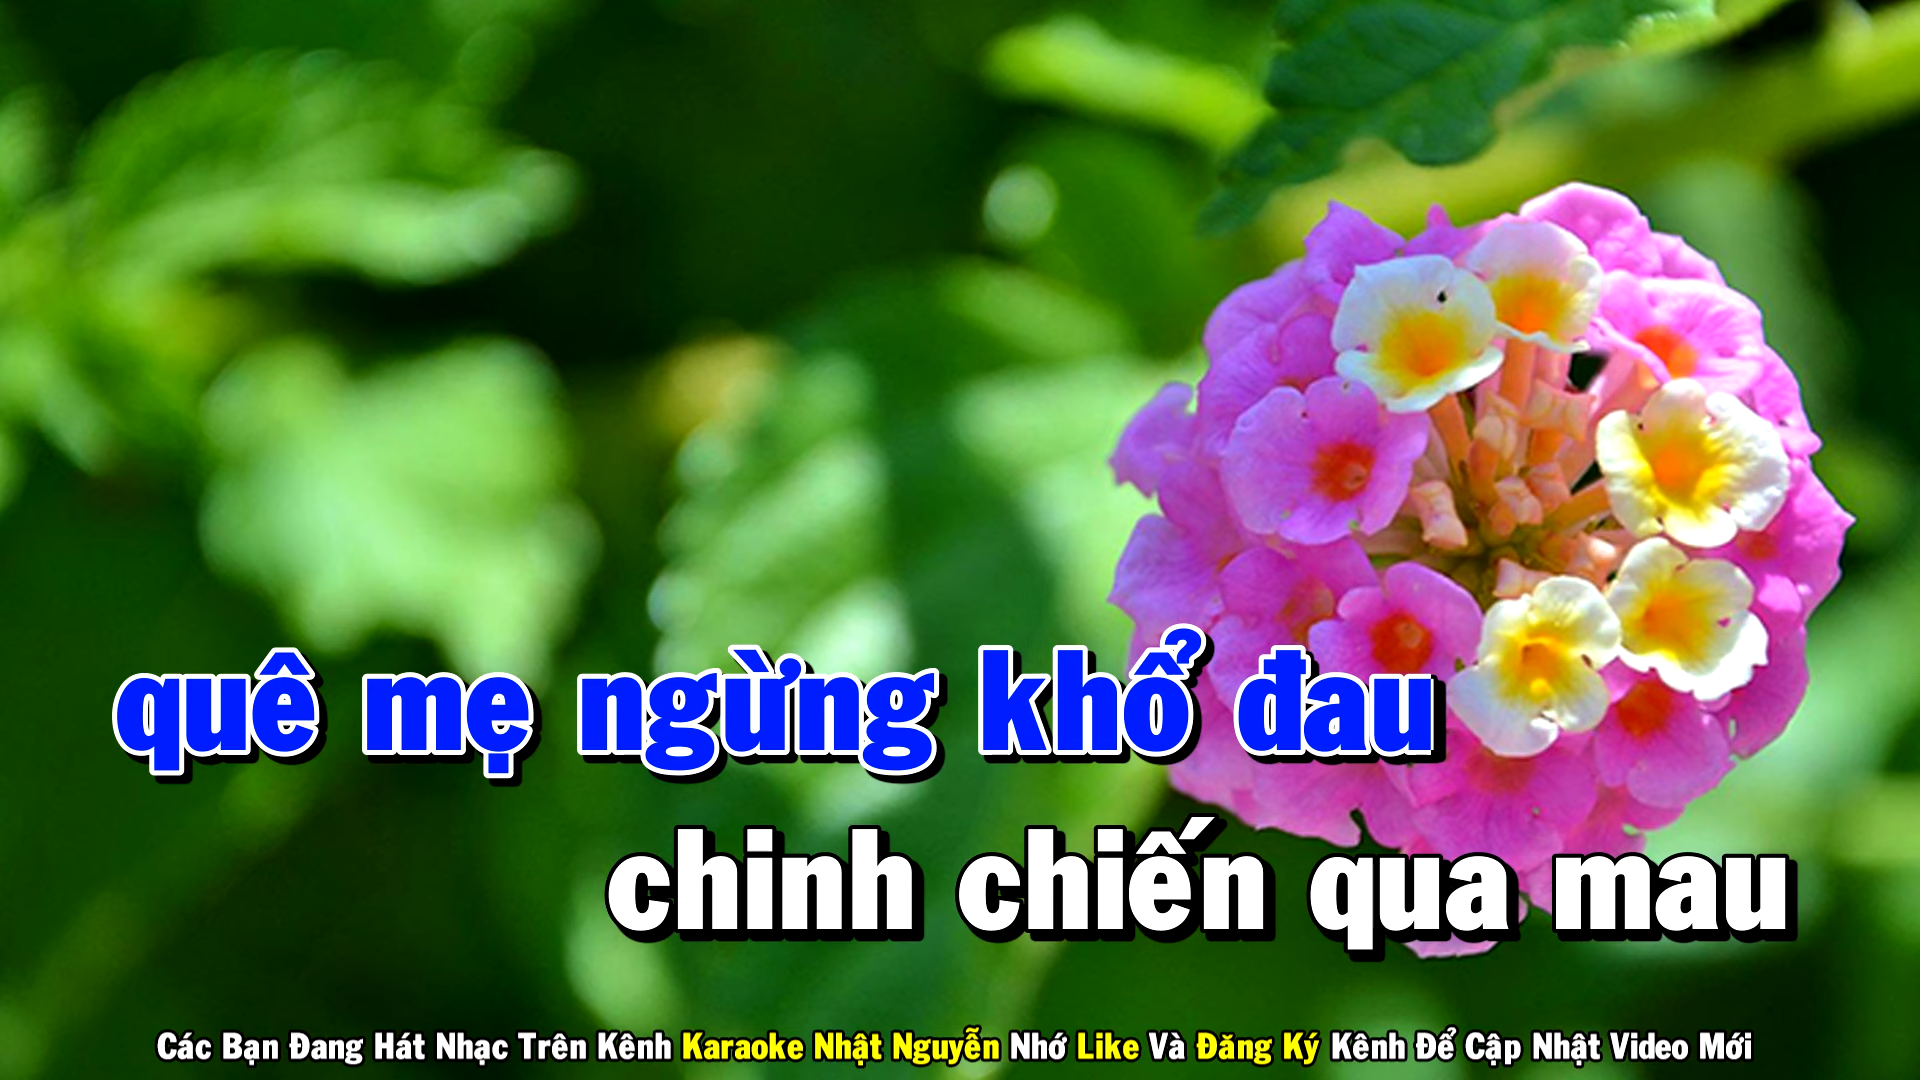 quê mẹ ngừng khổ đau
chinh chiến qua mau
Các Bạn Đang Hát Nhạc Trên Kênh Karaoke Nhật Nguyễn Nhớ Like Và Đăng Ký Kênh Để Cập Nhật Video Mới